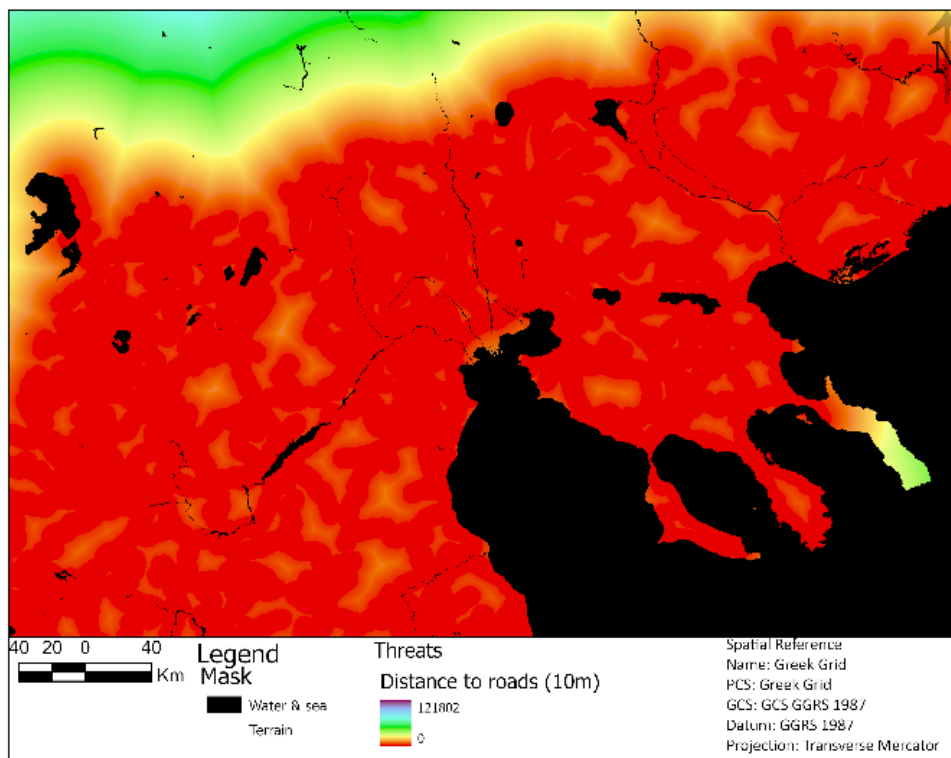 N
40 20 0 40
Km
Legend
Mask
Water & sea
Terrain
Threats
Distance to roads (10m)
121802
0
Spatial Reference
Name: Greek Grid
PCS: Greek Grid
GCS: GCS GGRS 1987
Datum: GGRS 1987
Projection: Transverse Mercator